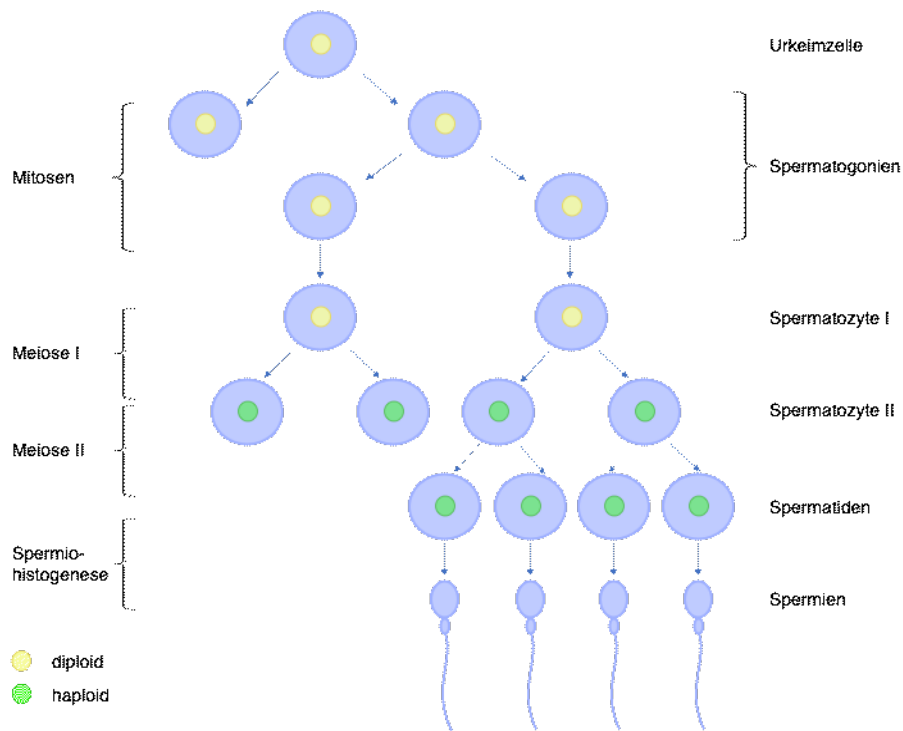 Urkeimzelle
Mitosen
Spermatogonien
Spermatozyte I
Meiose I
Spermatozyte II
Meiose II
Spermatiden
Spermio-
histogenese
Spermien
diploid
haploid